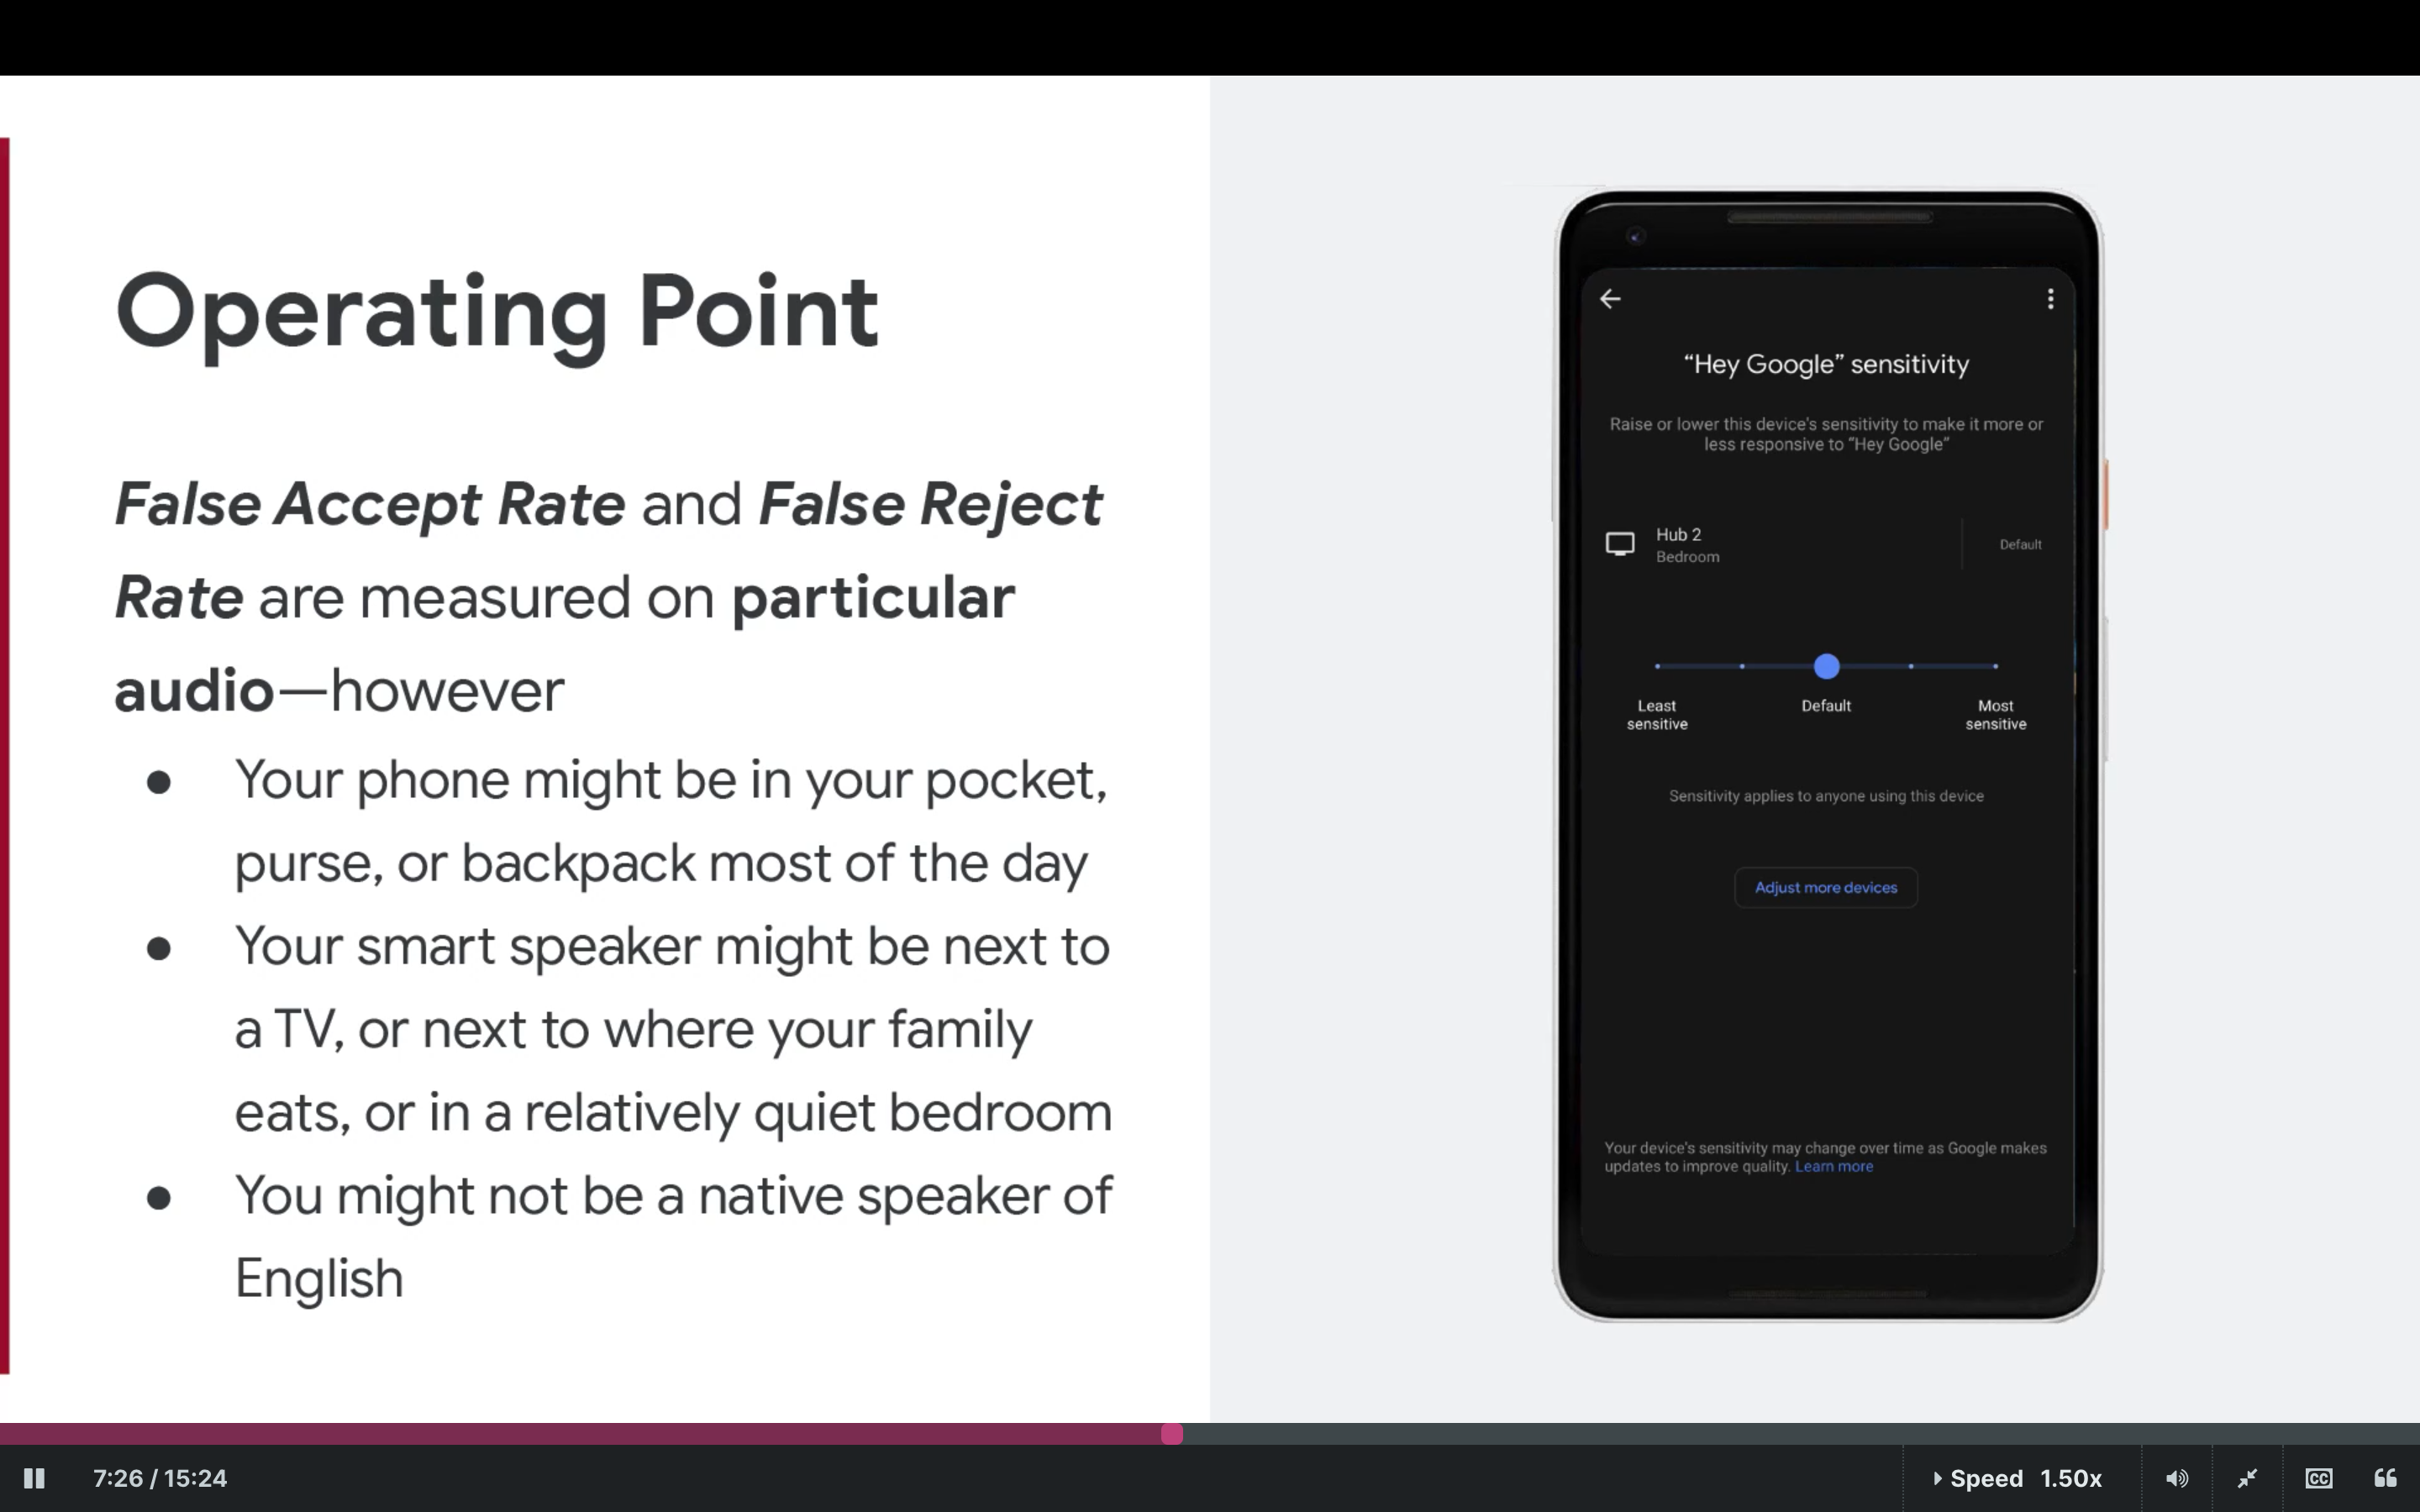 Operating Point
False Accept Rate and False Reject
Rate are measured on particular
audio—however
● Your phone might be in your pocket,
purse, or backpack most of the day
● Your smart speaker might be next to
a TV, or next to where your family
eats, or in a relatively quiet bedroom
● You might not be a native speaker of
English
“Hey Google” sensitivity
Raise or lower this device's sensitivity to make it more or
less responsive to “Hey Google”
Hub 2
Bedroom
Default
Least
sensitive
Default
Most
sensitive
Sensitivity applies to anyone using this device
Adjust more devices
Your device's sensitivity may change over time as Google makes
updates to improve quality. Learn more
7:26 / 15:24
Speed 1.50x
CC